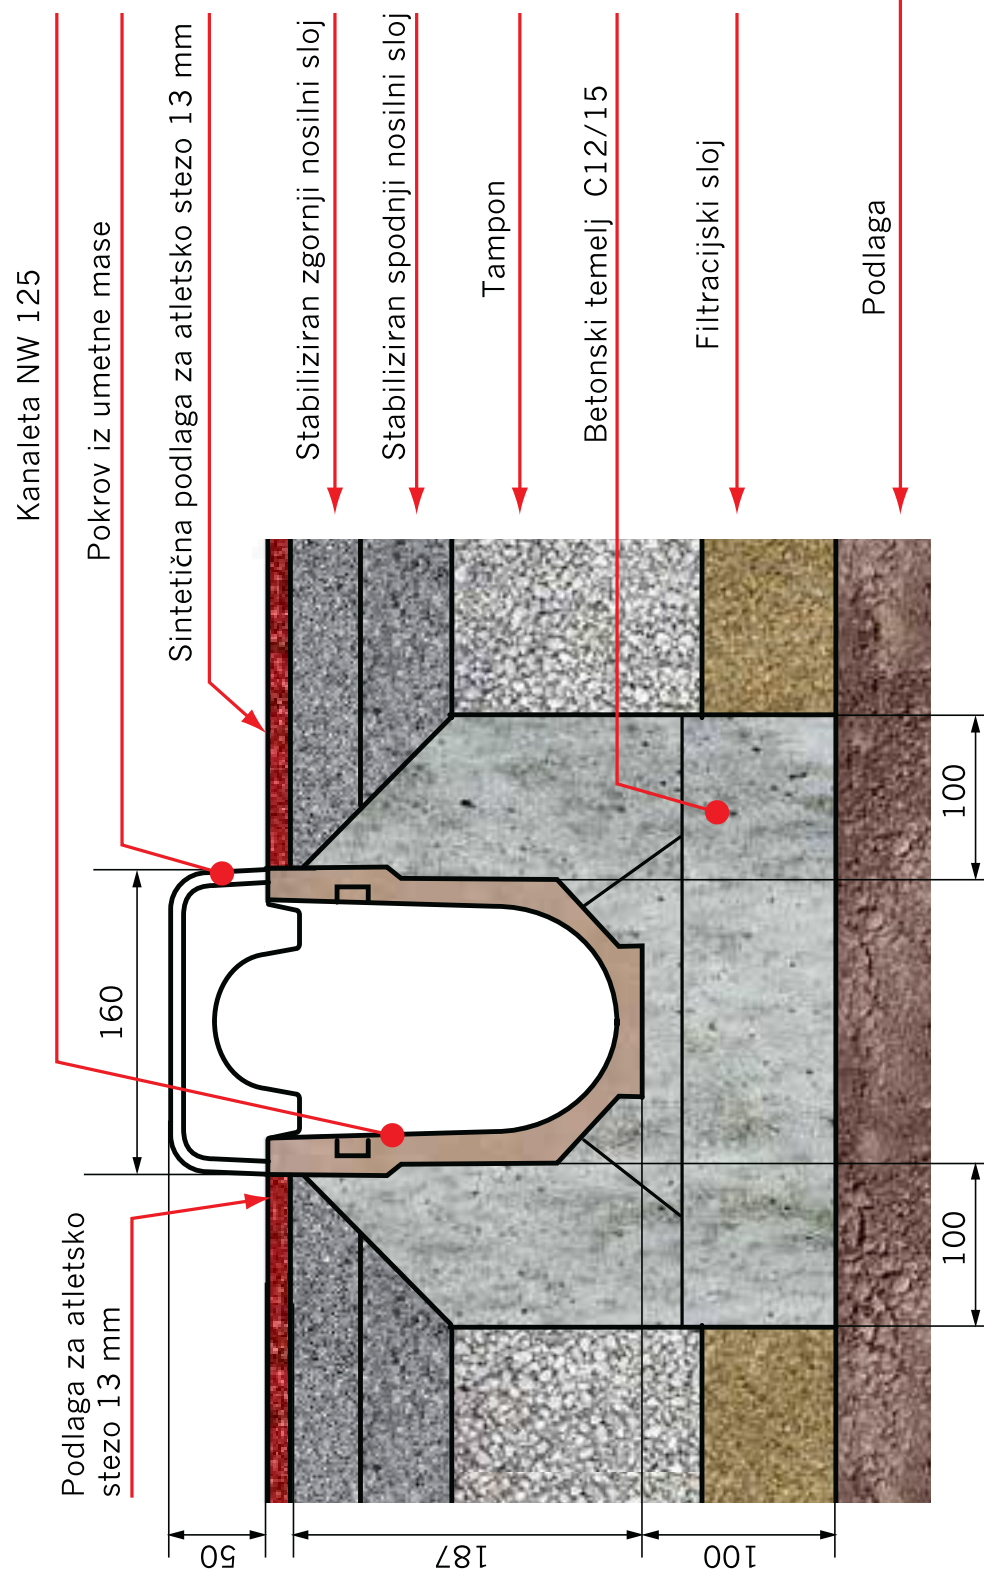 Kanaleta NW 125
Pokrov iz umetne mase
Sintetična podlaga za atletsko stezo 13 mm
Stabiliziran zgornji nosilni sloj
Stabiliziran spodnji nosilni sloj
Tampon
Betonski temelj C12/15
Filtracijski sloj
Podlaga
160
100
100
Podlaga za atletsko
stezo 13 mm
50
187
100